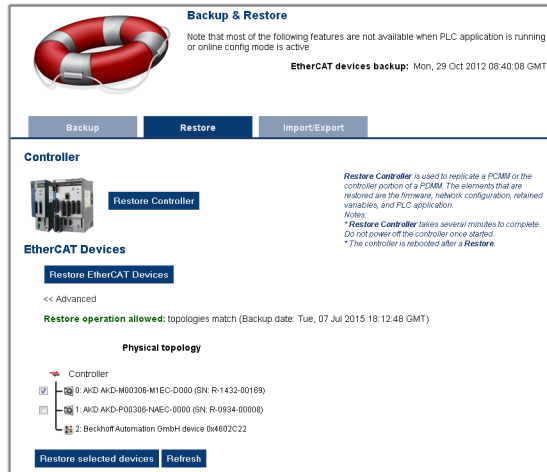 Backup & Restore
Note that most of the following features are not available when PLC application is running
or online config mode is active
EtherCAT devices backup: Mon, 29 Oct 2012 08:40:08 GMT
Backup
Restore
Import/Export
Controller
Restore Controller
Restore Controller is used to replicate a PCMM or the
controller portion of a PDMM. The elements that are
restored are the firmware, network configuration, retained
variables, and PLC application.
Notes:
* Restore Controller takes several minutes to complete.
Do not power off the controller once started.
* The controller is rebooted after a Restore.
EtherCAT Devices
Restore EtherCAT Devices
<< Advanced
Restore operation allowed: topologies match (Backup date: Tue, 07 Jul 2015 18:12:48 GMT)
Physical topology
Controller
0: AKD AKD-M00306-M1EC-D000 (SN: R-1432-00169)
1: AKD AKD-P00306-NAEC-0000 (SN: R-0934-00008)
2: Beckhoff Automation GmbH device 0x4602C22
Restore selected devices
Refresh